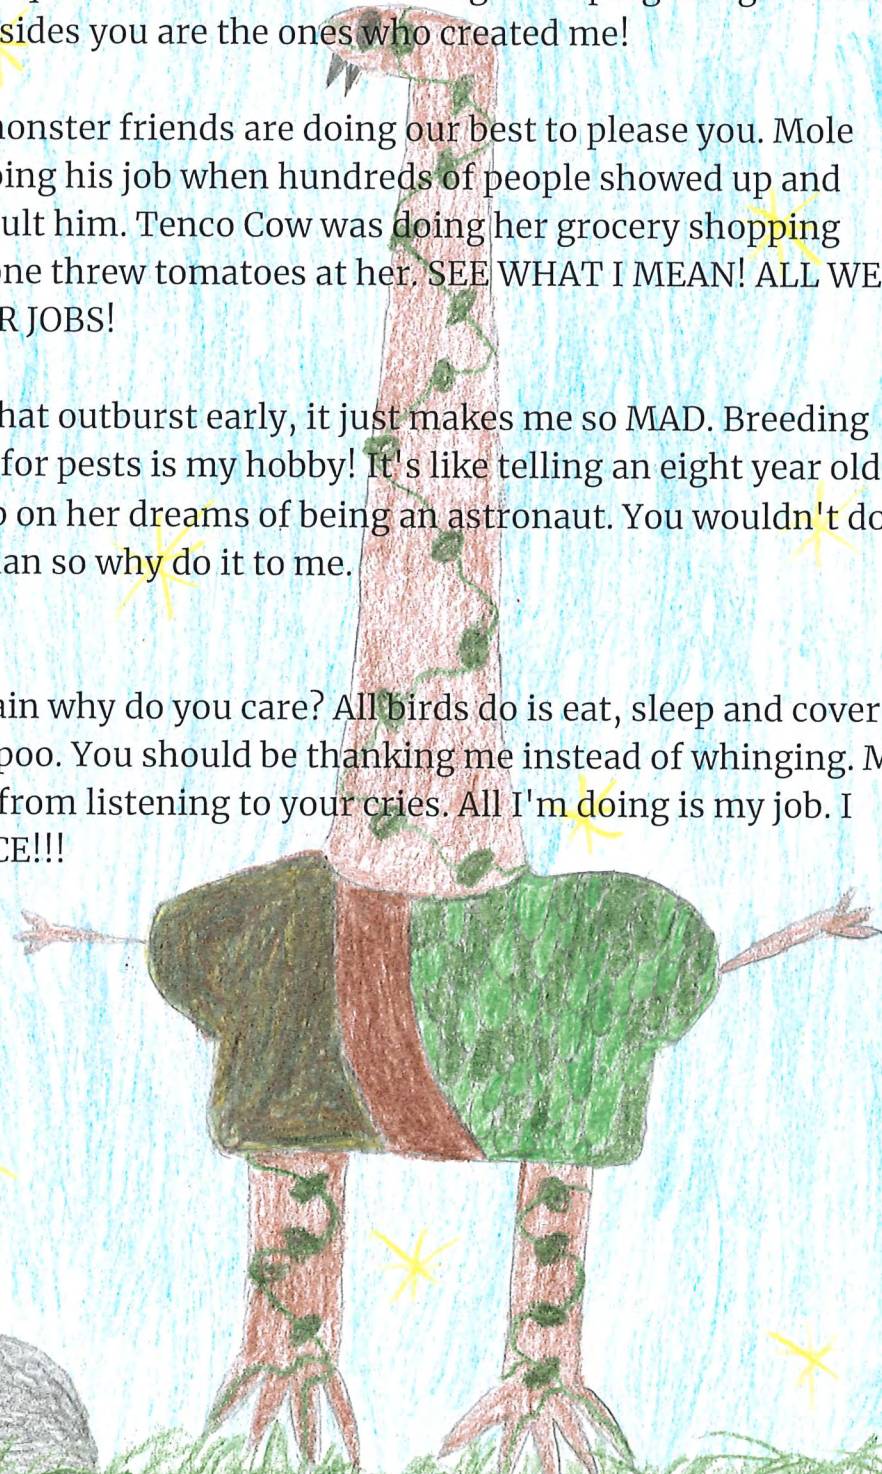 sides you are the ones who created me!
monster friends are doing our best to please you. Mole
oing his job when hundreds of people showed up and
ult him. Tenco Cow was doing her grocery shopping
one threw tomatoes at her. SEE WHAT I MEAN! ALL WE
R JOBS!
hat outburst early, it just makes me so MAD. Breeding
for pests is my hobby! It's like telling an eight year old
on her dreams of being an astronaut. You wouldn't do
an so why do it to me.
ain why do you care? All birds do is eat, sleep and cover
poo. You should be thanking me instead of whinging. M
from listening to your cries. All I'm doing is my job. I
CE!!!